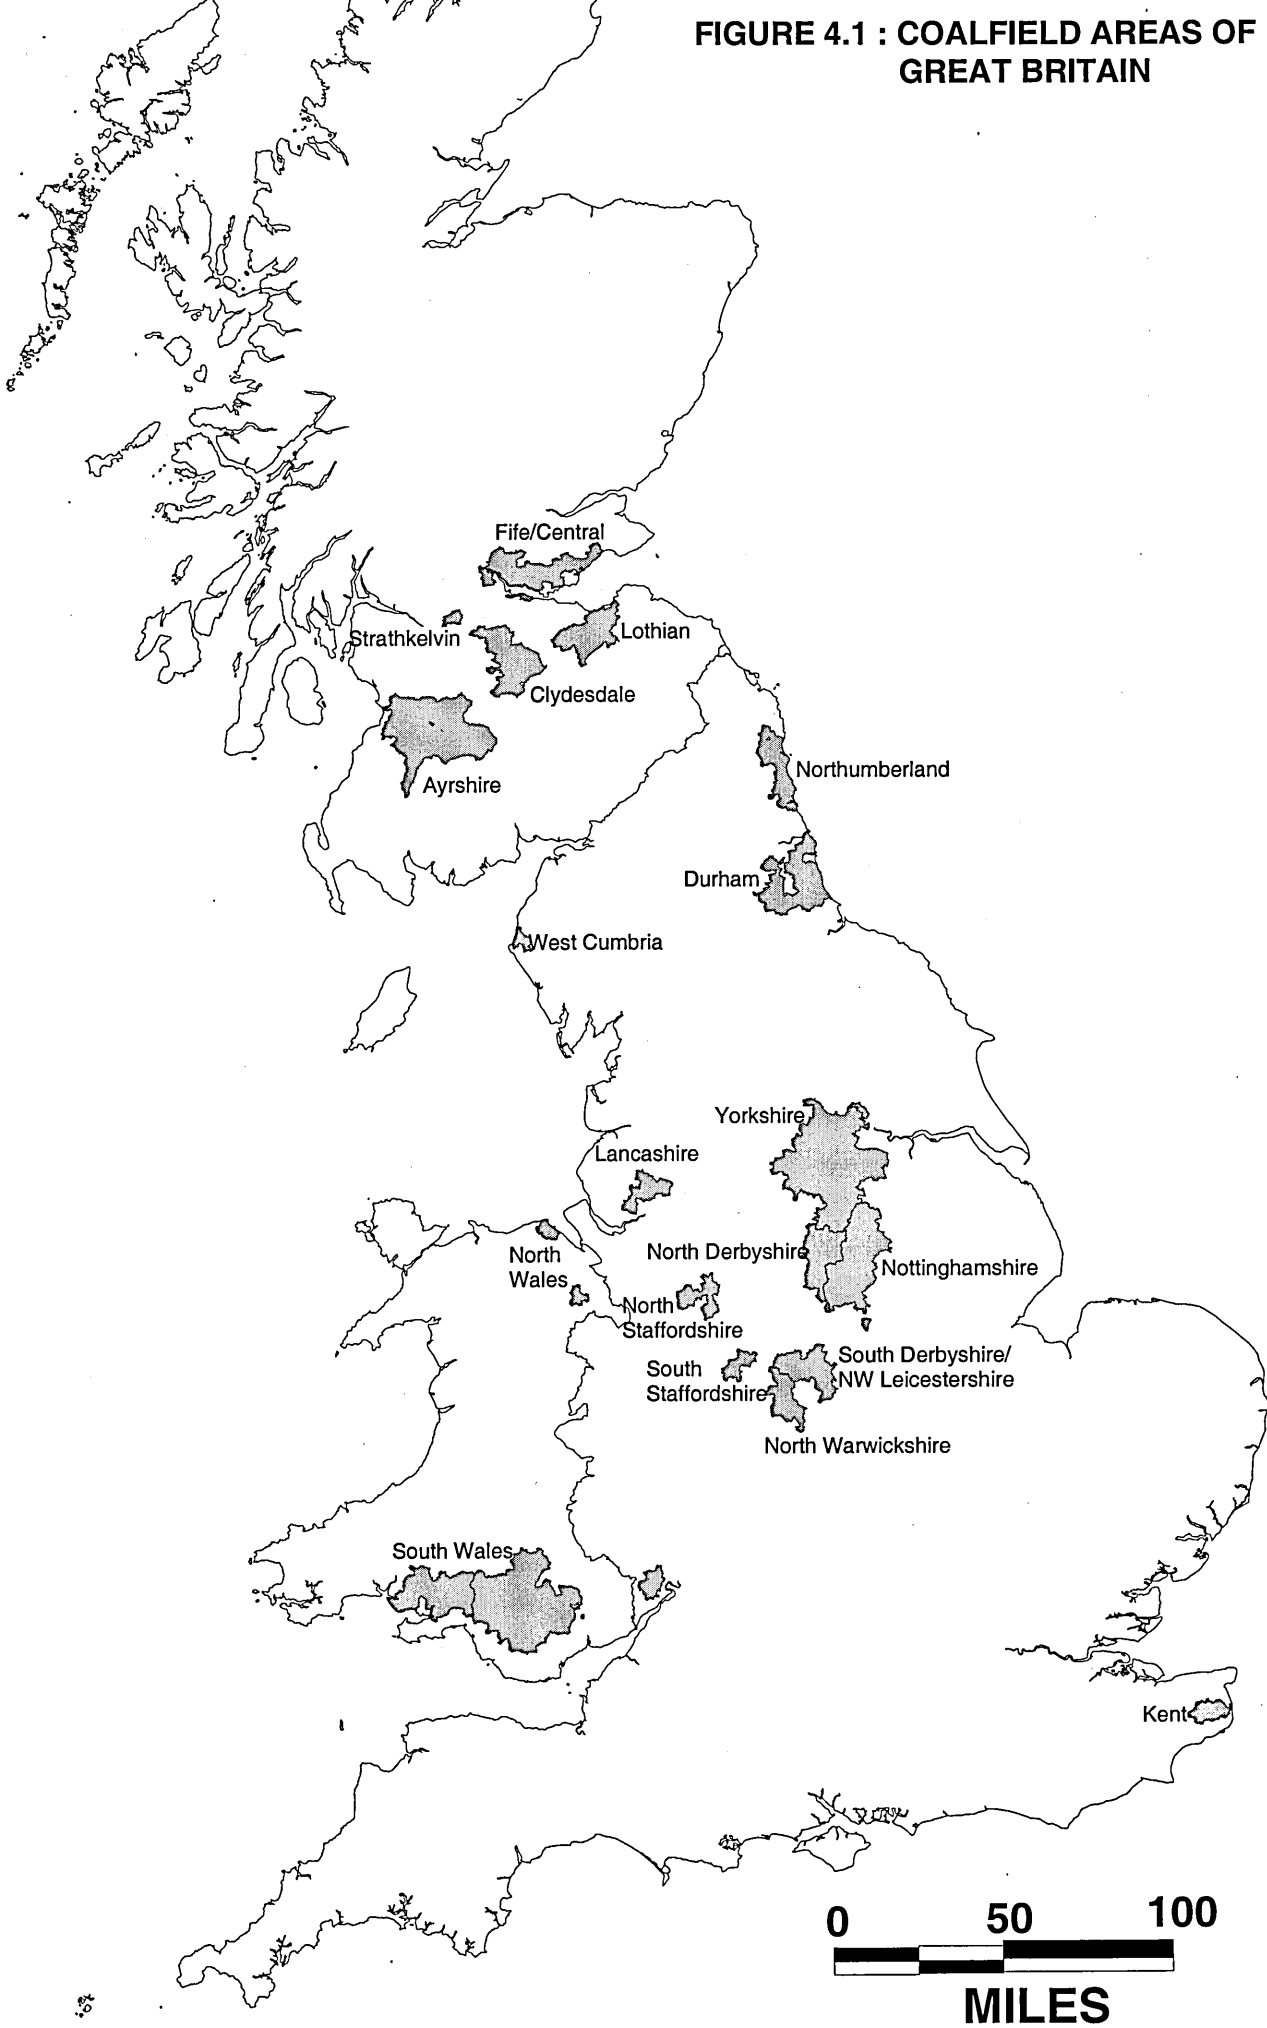 FIGURE 4.1 : COALFIELD AREAS OF
GREAT BRITAIN
Fife/Central
Strathkelvin
Lothian
Clydesdale
Ayrshire
Northumberland
Durham
West Cumbria
Yorkshire
Lancashire
North
Wales
North Derbyshire
Nottinghamshire
North
Staffordshire
South
Staffordshire
South Derbyshire/
NW Leicestershire
North Warwickshire
South Wales
Kent
0 50 100
MILES